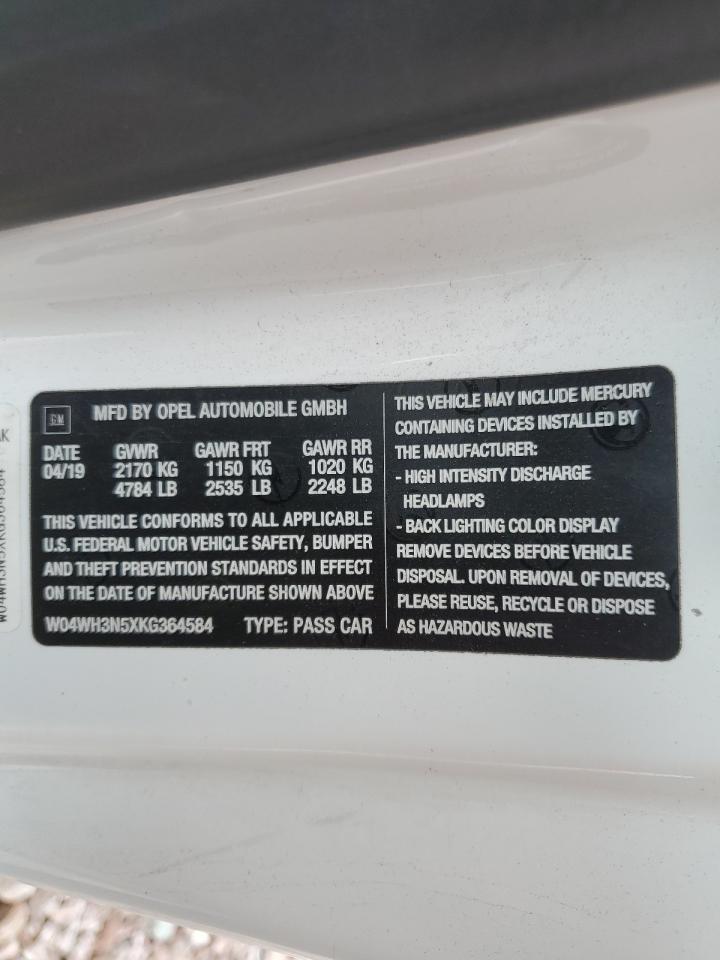 GM
MFD BY OPEL AUTOMOBILE GMBH
DATE GVWR GAWR FRT GAWR RR
04/19 2170 KG 1150 KG 1020 KG
4784 LB 2535 LB 2248 LB
THIS VEHICLE CONFORMS TO ALL APPLICABLE
U.S. FEDERAL MOTOR VEHICLE SAFETY, BUMPER
AND THEFT PREVENTION STANDARDS IN EFFECT
ON THE DATE OF MANUFACTURE SHOWN ABOVE
W04WH3N5XKG364584 TYPE: PASS CAR
THIS VEHICLE MAY INCLUDE MERCURY
CONTAINING DEVICES INSTALLED BY
THE MANUFACTURER:
- HIGH INTENSITY DISCHARGE
HEADLAMPS
- BACK LIGHTING COLOR DISPLAY
REMOVE DEVICES BEFORE VEHICLE
DISPOSAL. UPON REMOVAL OF DEVICES,
PLEASE REUSE, RECYCLE OR DISPOSE
AS HAZARDOUS WASTE
W04WH3N5XKG364584